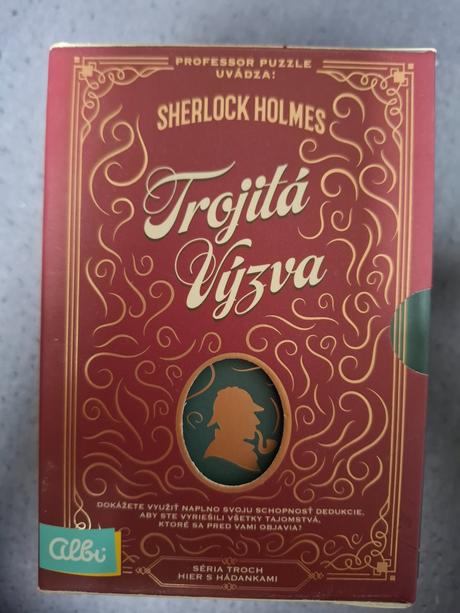 PROFESSOR PUZZLE
UVÁDZA:
SHERLOCK HOLMES
Trojitá
Výzva
DOKÁŽETE VYUŽIŤ NAPLNO SVOJU SCHOPNOSŤ DEDUKCIE,
ABY STE VYRIEŠILI VŠETKY TAJOMSTVÁ,
KTORÉ SA PRED VAMI OBJAVIA?
albi
SÉRIA TROCH
HIER S HÁDANKAMI